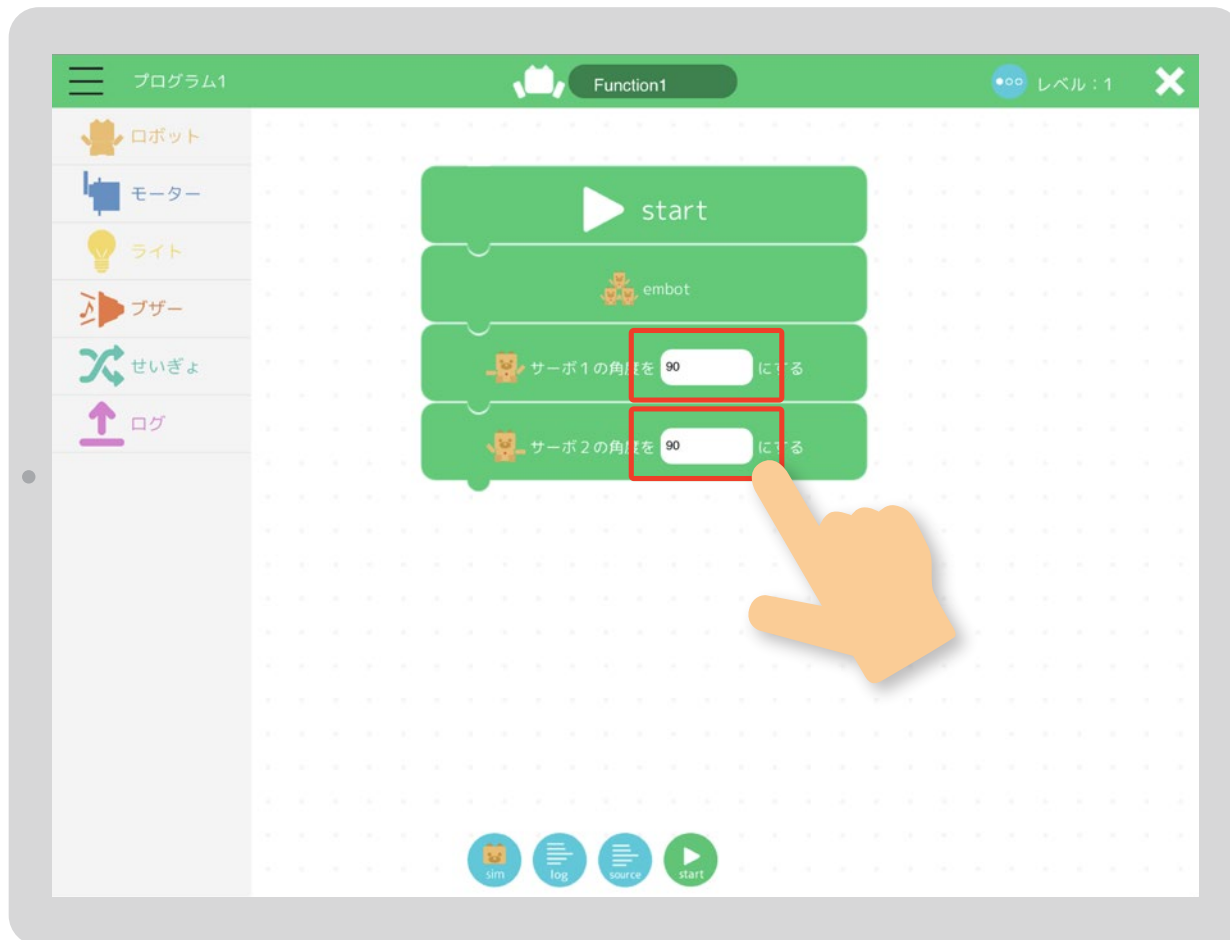 プログラム1
Function1
レベル：1
ロボット
モーター
ライト
ブザー
せいぎょ
ログ
start
embot
サーボ1の角度を 90 にする
サーボ2の角度を 90 にする
sim
log
source
start